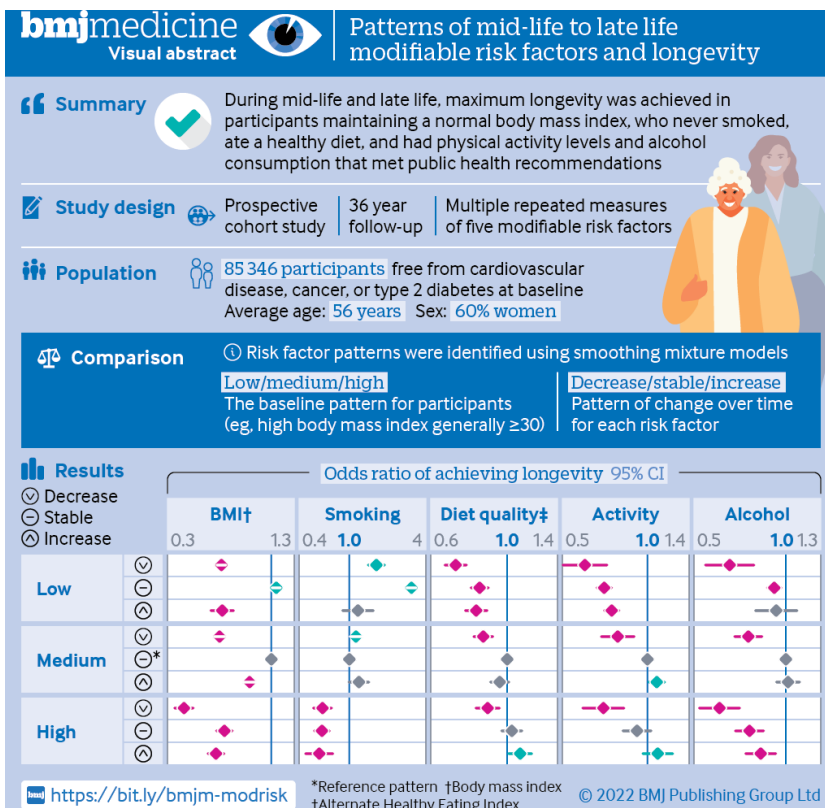 bmjmedicine
Visual abstract
Patterns of mid-life to late life
modifiable risk factors and longevity
Summary
During mid-life and late life, maximum longevity was achieved in
participants maintaining a normal body mass index, who never smoked,
ate a healthy diet, and had physical activity levels and alcohol
consumption that met public health recommendations
Study design
Prospective
cohort study
36 year
follow-up
Multiple repeated measures
of five modifiable risk factors
Population
85 346 participants free from cardiovascular
disease, cancer, or type 2 diabetes at baseline
Average age: 56 years Sex: 60% women
Comparison
Risk factor patterns were identified using smoothing mixture models
Low/medium/high
The baseline pattern for participants
(eg, high body mass index generally ≥30)
Decrease/stable/increase
Pattern of change over time
for each risk factor
Results
Decrease
Stable
Increase
Odds ratio of achieving longevity 95% CI
BMI† Smoking Diet quality‡ Activity Alcohol
0.3 1.3 0.4 1.0 4 0.6 1.0 1.4 0.5 1.0 1.4 0.5 1.0 1.3
Low
Medium
*
High
bmj https://bit.ly/bmjm-modrisk
*Reference pattern †Body mass index
‡Alternate Healthy Eating Index
© 2022 BMJ Publishing Group Ltd